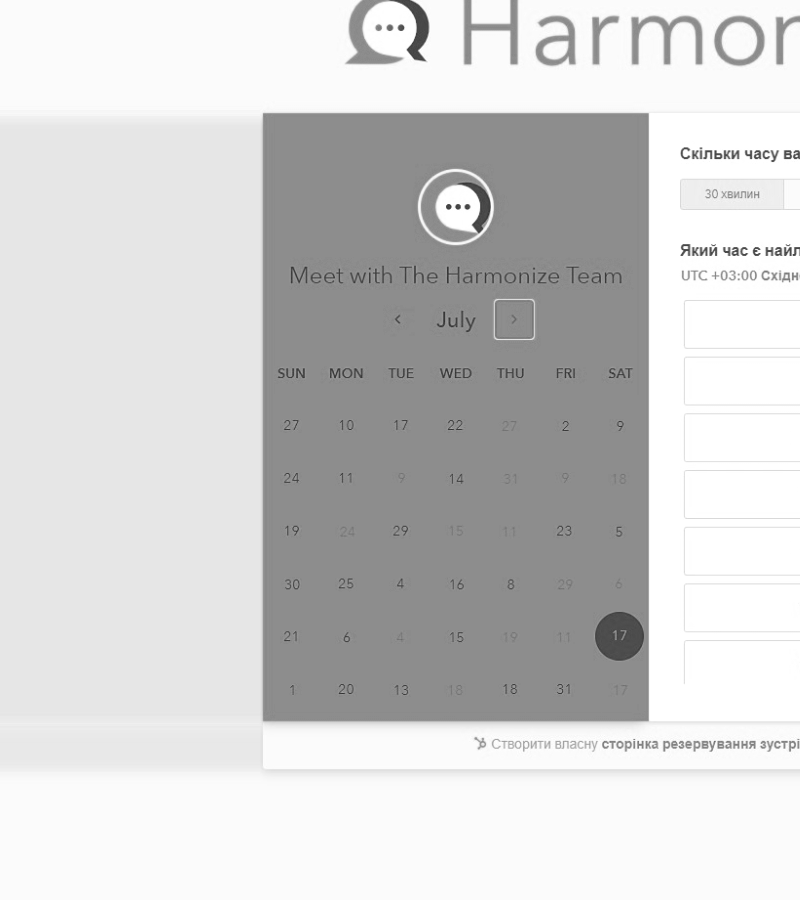 Harmon
Скільки часу ва
30 хвилин
Який час є найл
UTC +03:00 Східн
Meet with The Harmonize Team
July
SUN MON TUE WED THU FRI SAT
27 10 17 22 27 2 9
24 11 9 14 31 9 18
19 24 29 15 11 23 5
30 25 4 16 8 29 6
21 6 4 15 19 11 17
1 20 13 18 18 31 17
Створити власну сторінка резервування зустрі